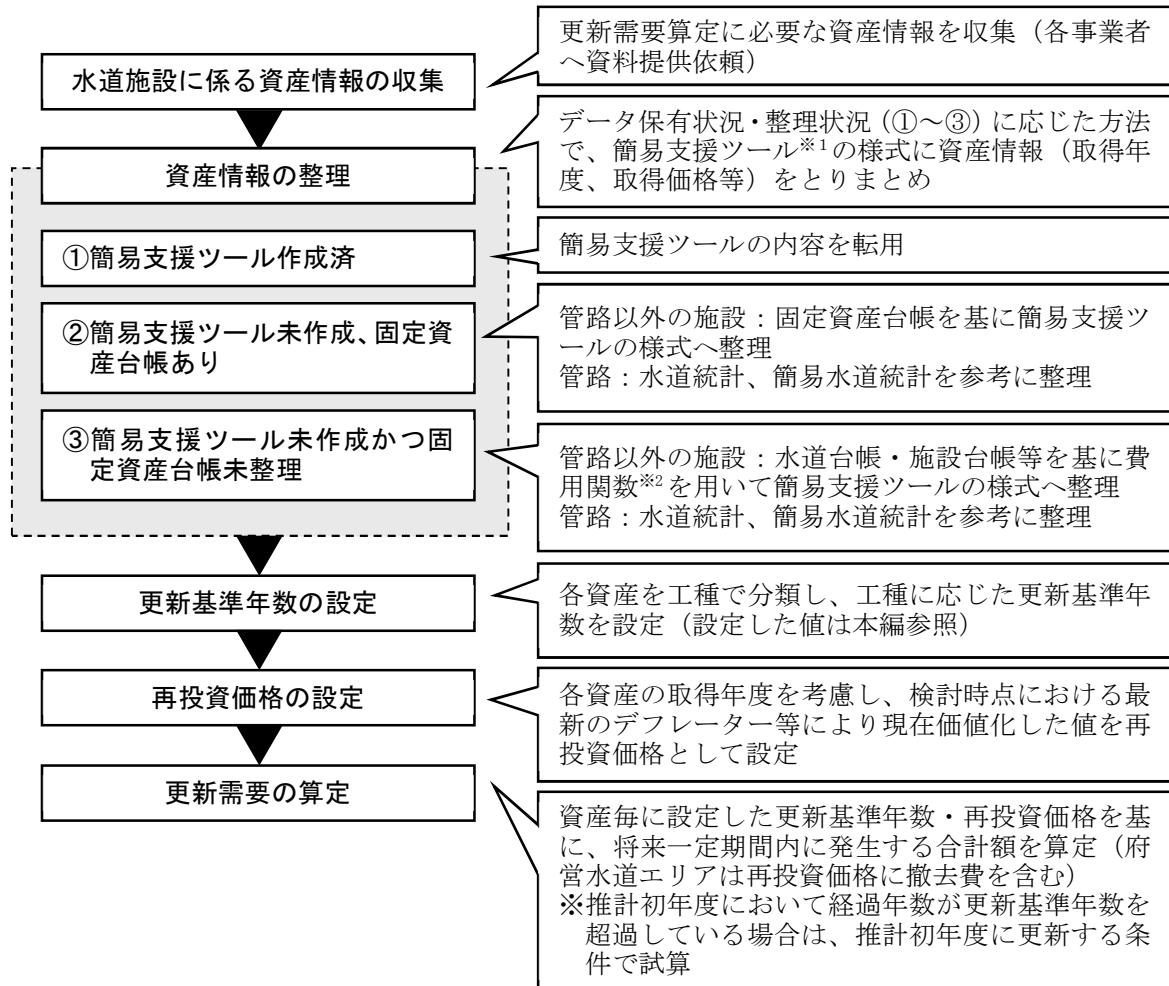 水道施設に係る資産情報の収集
更新需要算定に必要な資産情報を収集（各事業者
へ資料提供依頼）
資産情報の整理
データ保有状況・整理状況（①～③）に応じた方法
で、簡易支援ツール※1の様式に資産情報（取得年
度、取得価格等）をとりまとめ
①簡易支援ツール作成済
簡易支援ツールの内容を転用
②簡易支援ツール未作成、固定資
産台帳あり
管路以外の施設：固定資産台帳を基に簡易支援ツ
ールの様式へ整理
管路：水道統計、簡易水道統計を参考に整理
③簡易支援ツール未作成かつ固
定資産台帳未整理
管路以外の施設：水道台帳・施設台帳等を基に費
用関数※2を用いて簡易支援ツールの様式へ整理
管路：水道統計、簡易水道統計を参考に整理
更新基準年数の設定
各資産を工種で分類し、工種に応じた更新基準年
数を設定（設定した値は本編参照）
再投資価格の設定
各資産の取得年度を考慮し、検討時点における最
新のデフレーター等により現在価値化した値を再
投資価格として設定
更新需要の算定
資産毎に設定した更新基準年数・再投資価格を基
に、将来一定期間内に発生する合計額を算定（府
営水道エリアは再投資価格に撤去費を含む）
※推計初年度において経過年数が更新基準年数を
超過している場合は、推計初年度に更新する条
件で試算